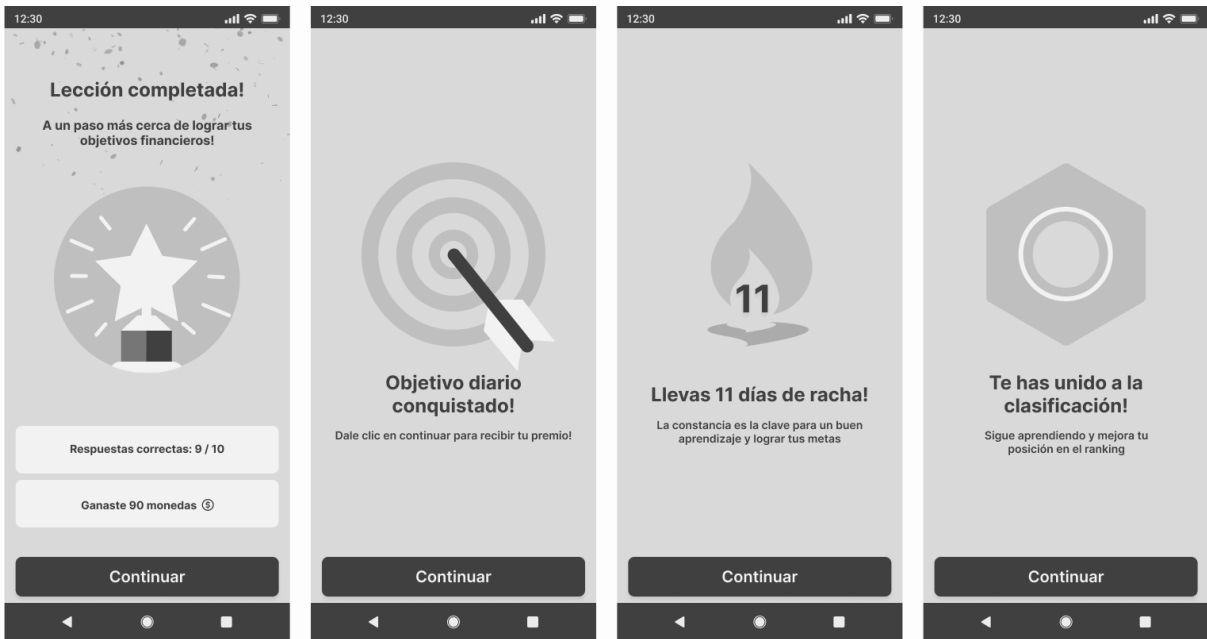 12:30
Lección completada!
A un paso más cerca de lograr tus
objetivos financieros!
Respuestas correctas: 9 / 10
Ganaste 90 monedas
Continuar
12:30
Objetivo diario
conquistado!
Dale clic en continuar para recibir tu premio!
Continuar
12:30
11
Llevas 11 días de racha!
La constancia es la clave para un buen
aprendizaje y lograr tus metas
Continuar
12:30
Te has unido a la
clasificación!
Sigue aprendiendo y mejora tu
posición en el ranking
Continuar